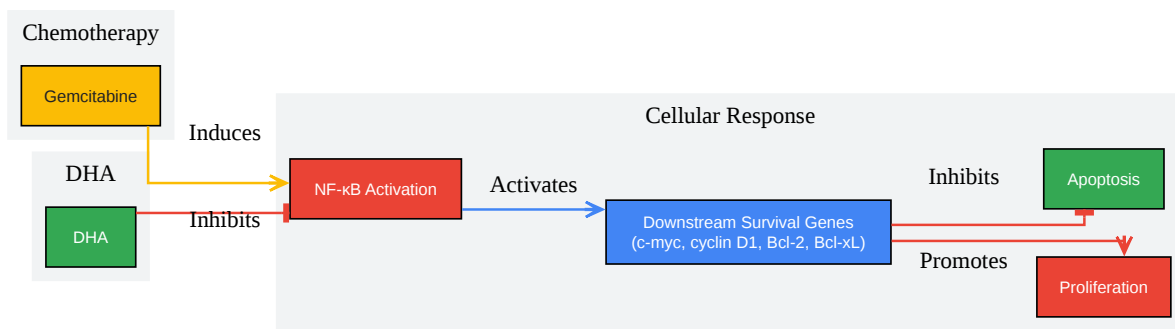 Chemotherapy
Gemcitabine
Induces
DHA
DHA
Inhibits
Cellular Response
NF-κB Activation
Activates
Downstream Survival Genes
(c-myc, cyclin D1, Bcl-2, Bcl-xL)
Inhibits
Apoptosis
Promotes
Proliferation